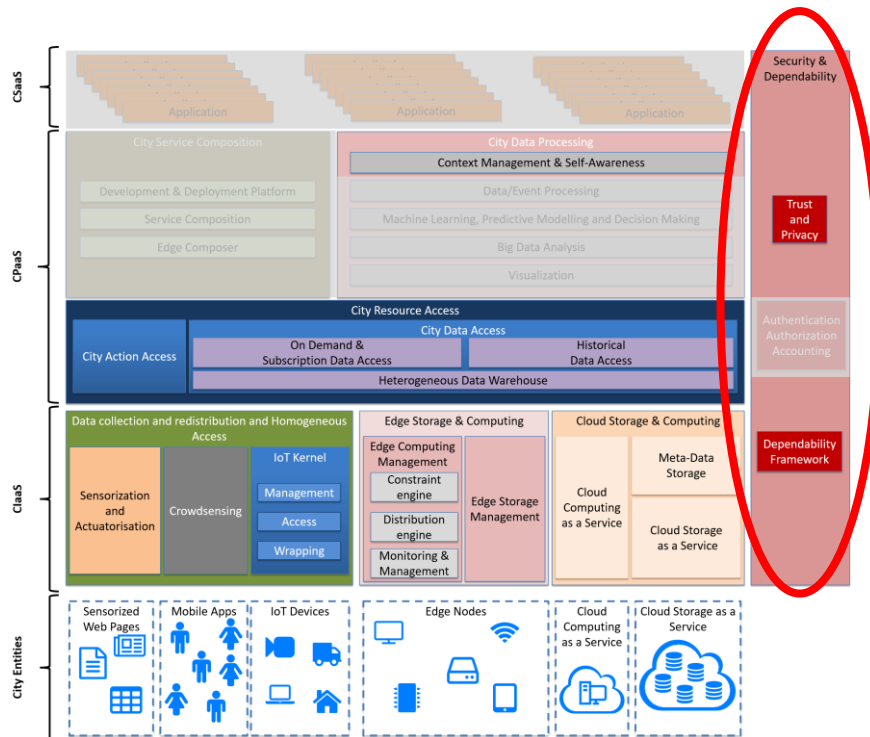 CSaaS
Application
Application
Application
Security &
Dependability
CPaaS
City Service Composition
Development & Deployment Platform
Service Composition
Edge Composer
City Data Processing
Context Management & Self-Awareness
Data/Event Processing
Machine Learning, Predictive Modelling and Decision Making
Big Data Analysis
Visualization
Trust
and
Privacy
City Resource Access
City Action Access
City Data Access
On Demand &
Subscription Data Access
Historical
Data Access
Heterogeneous Data Warehouse
Authentication
Authorization
Accounting
CIaaS
Data collection and redistribution and Homogeneous
Access
Sensorization
and
Actuatorisation
Crowdsensing
IoT Kernel
Management
Access
Wrapping
Edge Storage & Computing
Edge Computing
Management
Constraint
engine
Distribution
engine
Monitoring &
Management
Edge Storage
Management
Cloud Storage & Computing
Cloud
Computing
as a Service
Meta-Data
Storage
Cloud Storage
as a Service
Dependability
Framework
City Entities
Sensorized
Web Pages
Mobile Apps
IoT Devices
Edge Nodes
Cloud
Computing
as a Service
Cloud Storage as a
Service